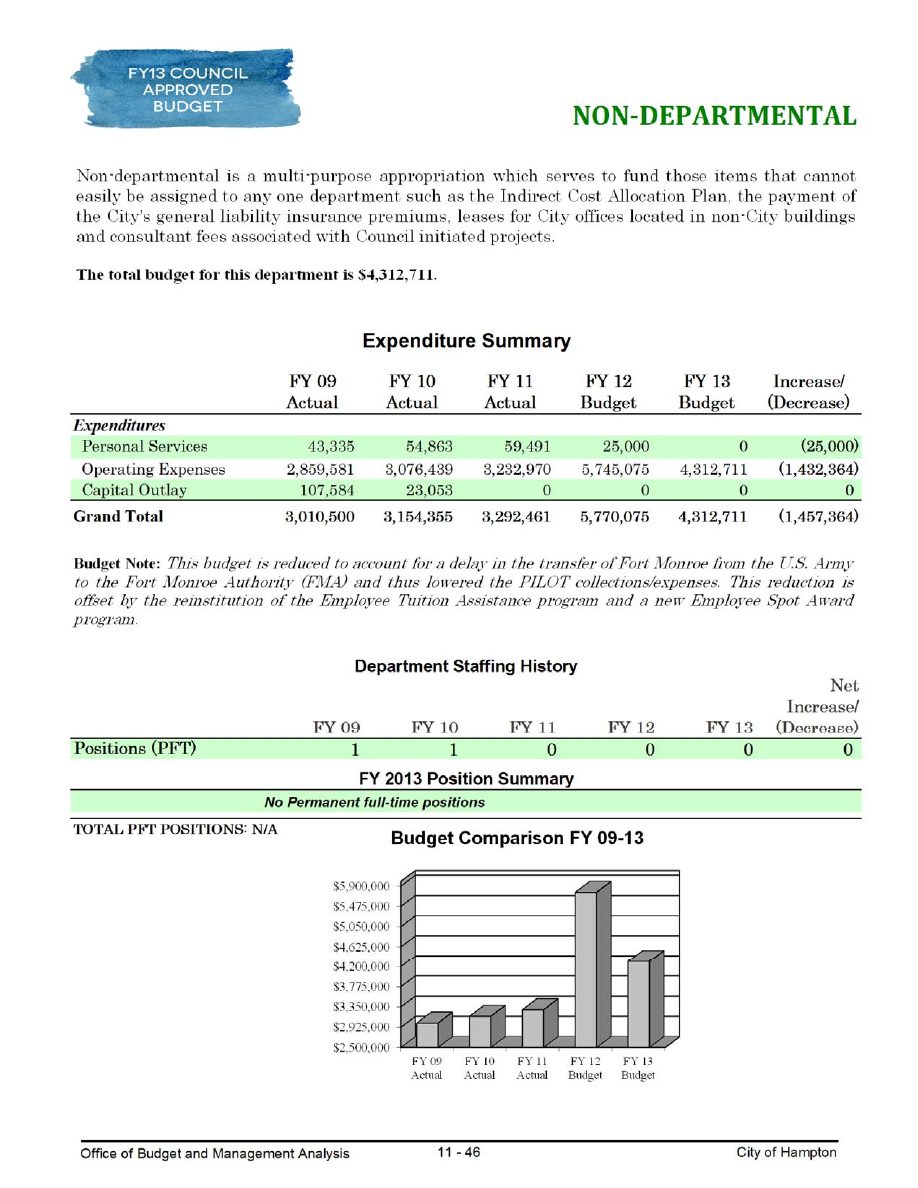 FY13 COUNCIL
APPROVED
BUDGET
NON-DEPARTMENTAL
Non-departmental is a multi-purpose appropriation which serves to fund those items that cannot
easily be assigned to any one department such as the Indirect Cost Allocation Plan, the payment of
the City's general liability insurance premiums, leases for City offices located in non-City buildings
and consultant fees associated with Council initiated projects.
The total budget for this department is $4,312,711.
Expenditure Summary
FY 09 FY 10 FY 11 FY 12 FY 13 Increase/
Actual Actual Actual Budget Budget (Decrease)
Expenditures
Personal Services 43,335 54,863 59,491 25,000 0 (25,000)
Operating Expenses 2,859,581 3,076,439 3,232,970 5,745,075 4,312,711 (1,432,364)
Capital Outlay 107,584 23,053 0 0 0 0
Grand Total 3,010,500 3,154,355 3,292,461 5,770,075 4,312,711 (1,457,364)
Budget Note: This budget is reduced to account for a delay in the transfer of Fort Monroe from the U.S. Army
to the Fort Monroe Authority (FMA) and thus lowered the PILOT collections/expenses. This reduction is
offset by the reinstitution of the Employee Tuition Assistance program and a new Employee Spot Award
program.
Department Staffing History
Net
Increase/
FY 09 FY 10 FY 11 FY 12 FY 13 (Decrease)
Positions (PFT) 1 1 0 0 0 0
FY 2013 Position Summary
No Permanent full-time positions
TOTAL PFT POSITIONS: N/A
Budget Comparison FY 09-13
$5,900,000
$5,475,000
$5,050,000
$4,625,000
$4,200,000
$3,775,000
$3,350,000
$2,925,000
$2,500,000
FY 09 FY 10 FY 11 FY 12 FY 13
Actual Actual Actual Budget Budget
Office of Budget and Management Analysis 11 - 46 City of Hampton